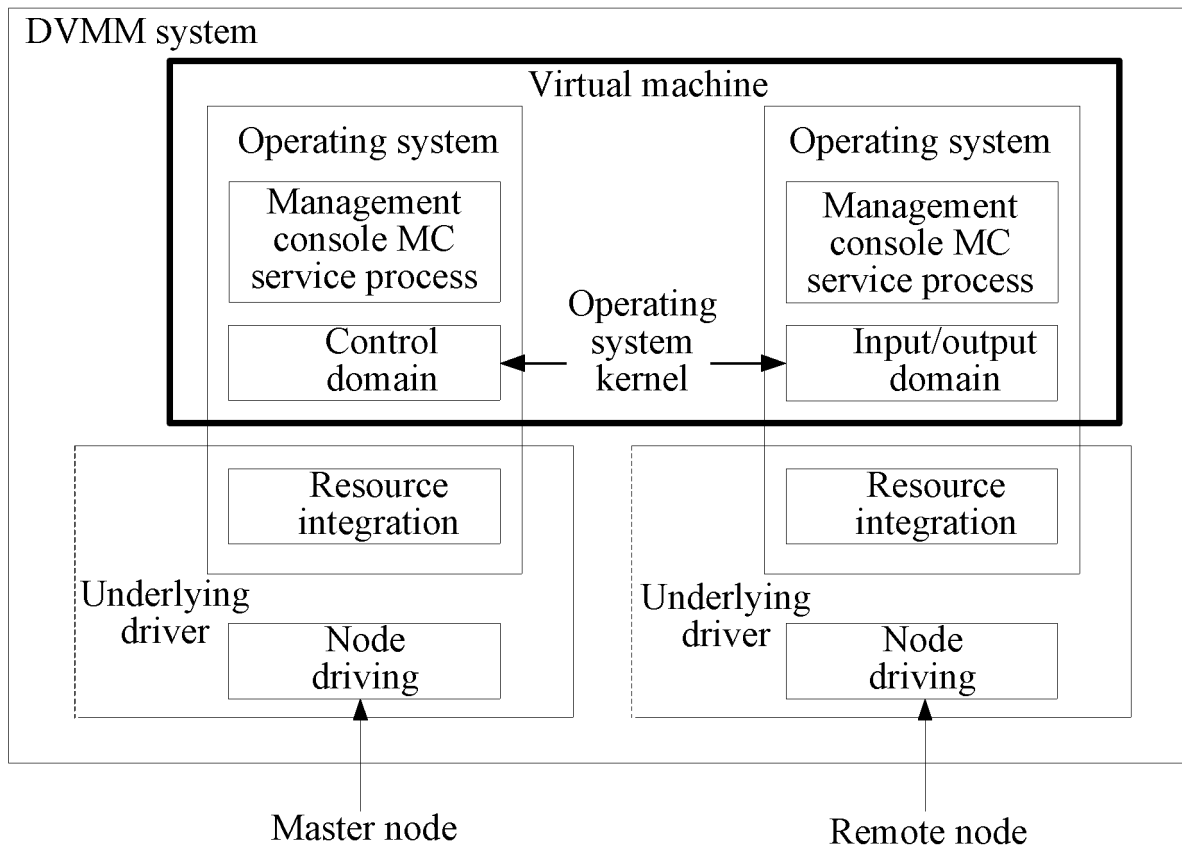 DVMM system
Virtual machine
Operating system
Management
console MC
service process
Control
domain
Operating
system
kernel
Operating system
Management
console MC
service process
Input/output
domain
Resource
integration
Underlying
driver
Node
driving
Resource
integration
Underlying
driver
Node
driving
Master node
Remote node